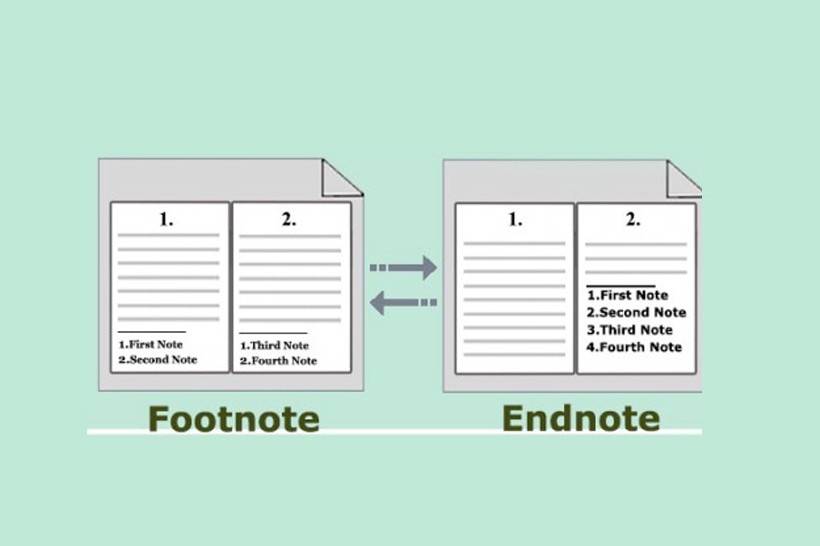 1.
1.First Note
2.Second Note
2.
1.Third Note
2.Fourth Note
Footnote
1.
2.
1.First Note
2.Second Note
3.Third Note
4.Fourth Note
Endnote